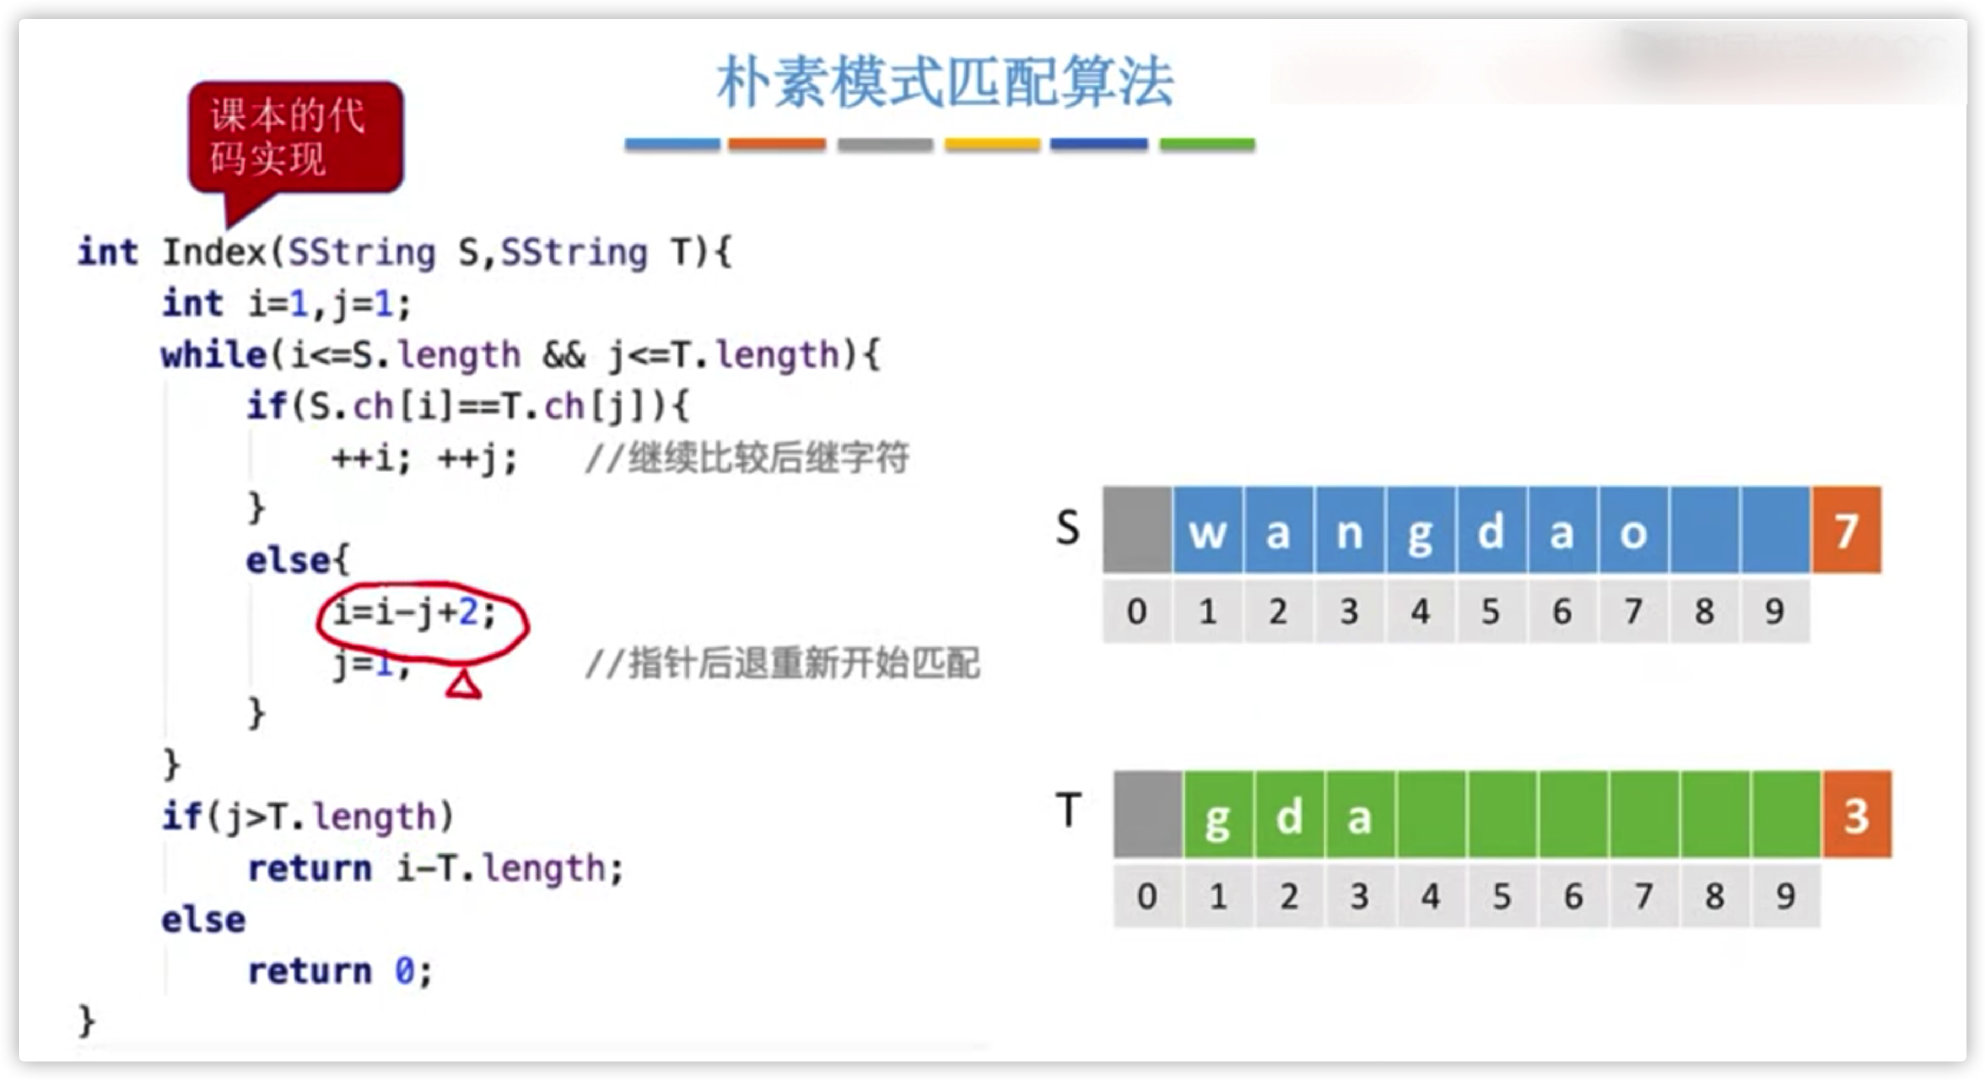 朴素模式匹配算法
课本的代
码实现
int Index(SString S,SString T){
int i=1,j=1;
while(i<=S.length && j<=T.length){
if(S.ch[i]==T.ch[j]){
++i; ++j; //继续比较后继字符
}
else{
i=i-j+2;
j=1; //指针后退重新开始匹配
}
}
if(j>T.length)
return i-T.length;
else
return 0;
}
S w a n g d a o 7
0 1 2 3 4 5 6 7 8 9
T g d a 3
0 1 2 3 4 5 6 7 8 9